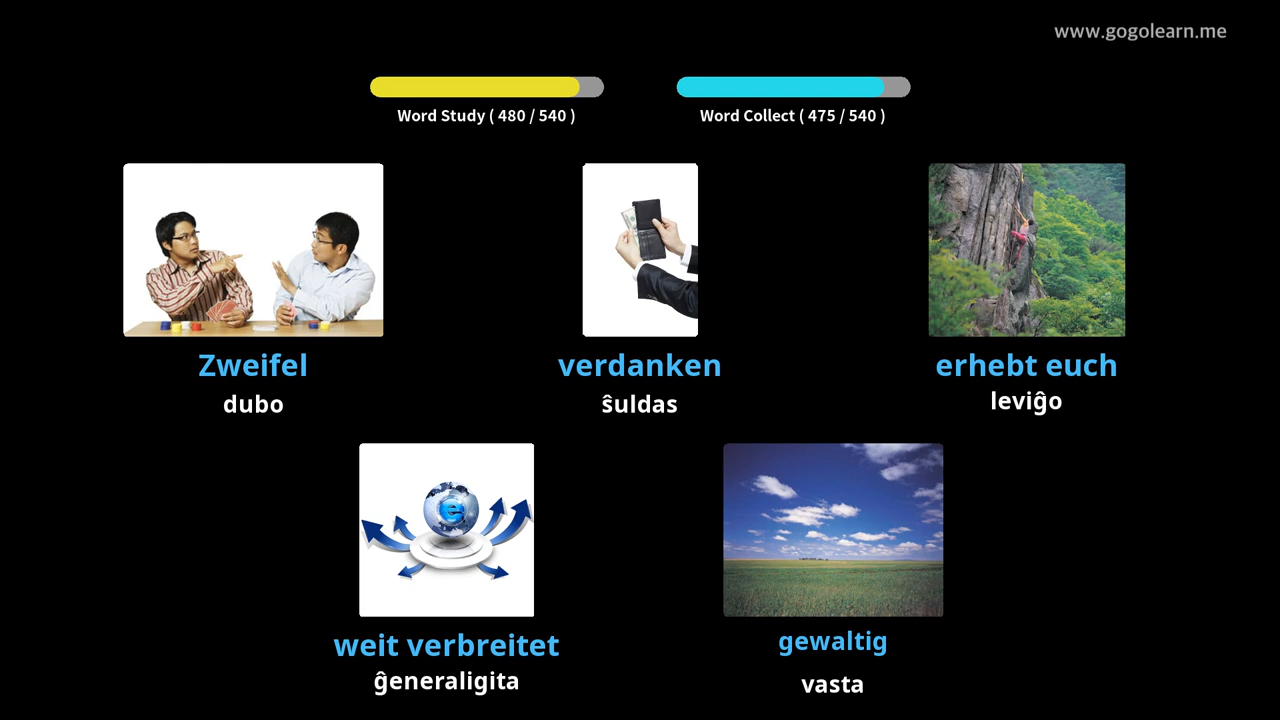 www.gogolearn.me
Word Study ( 480 / 540 )
Word Collect ( 475 / 540 )
Zweifel
dubo
verdanken
ŝuldas
erhebt euch
leviĝo
e
weit verbreitet
ĝeneraligita
gewaltig
vasta